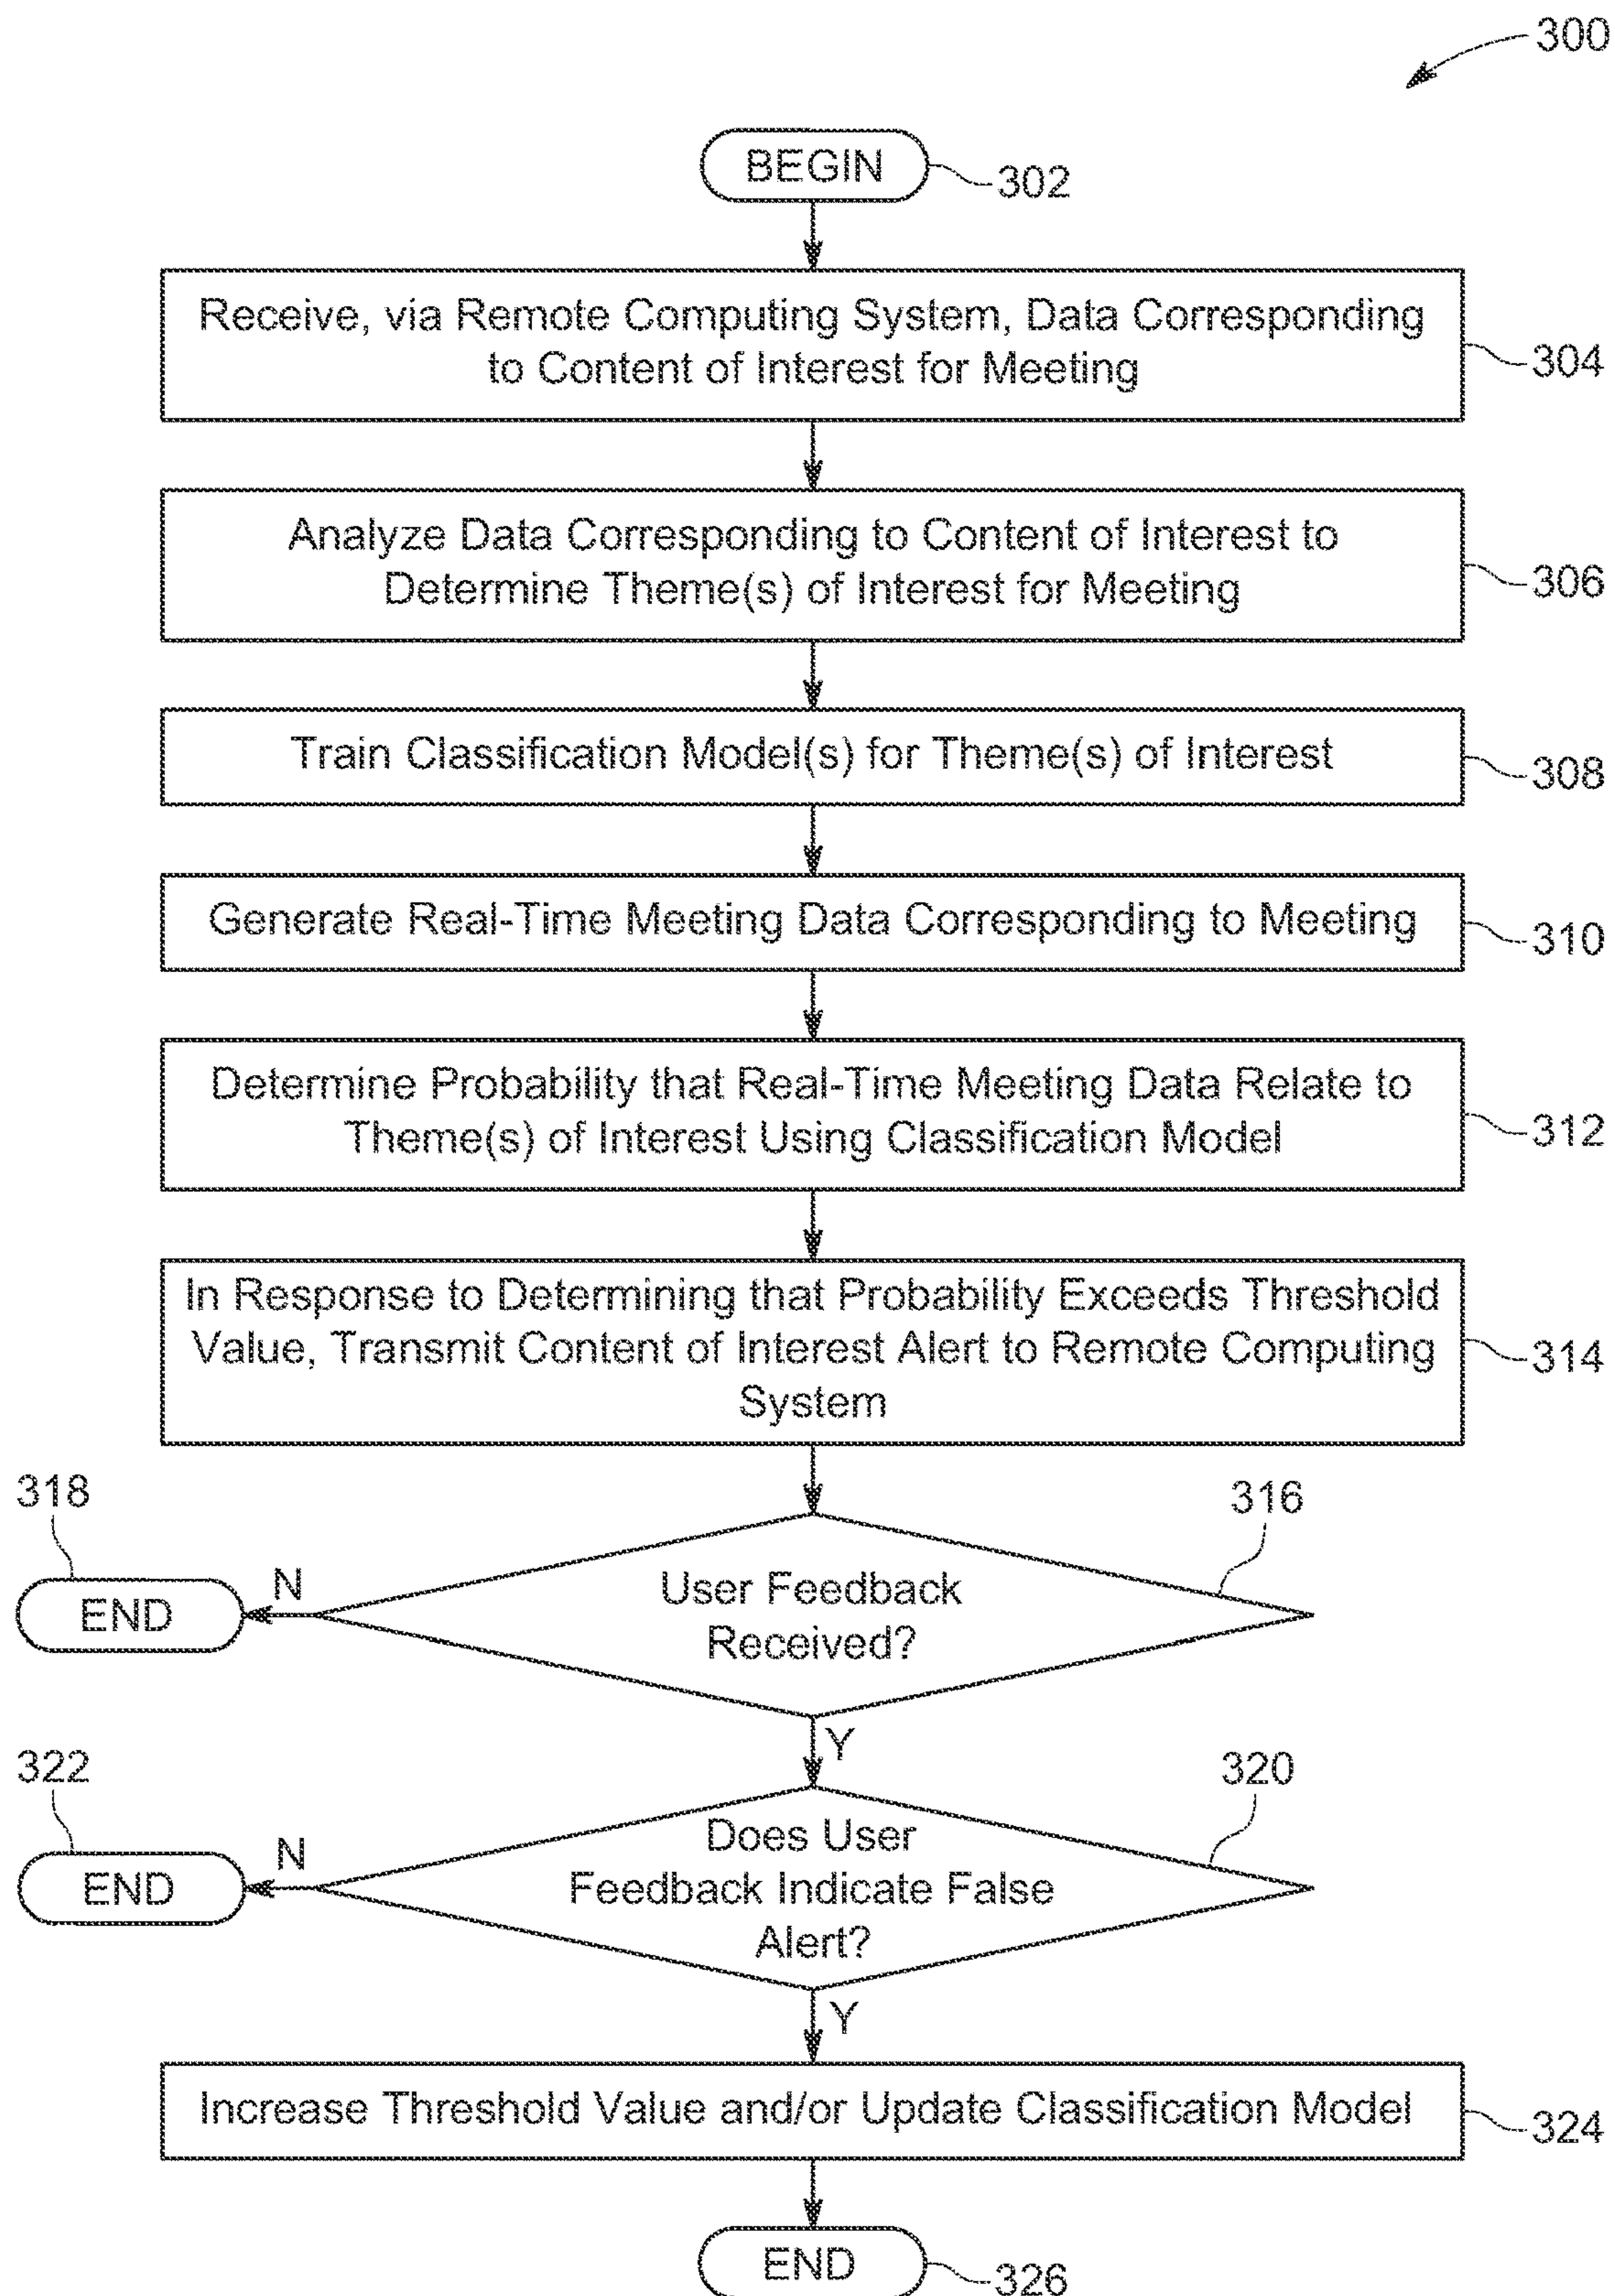 300
BEGIN
302
Receive, via Remote Computing System, Data Corresponding
to Content of Interest for Meeting
304
Analyze Data Corresponding to Content of Interest to
Determine Theme(s) of Interest for Meeting
306
Train Classification Model(s) for Theme(s) of Interest
308
Generate Real-Time Meeting Data Corresponding to Meeting
310
Determine Probability that Real-Time Meeting Data Relate to
Theme(s) of Interest Using Classification Model
312
In Response to Determining that Probability Exceeds Threshold
Value, Transmit Content of Interest Alert to Remote Computing
System
314
318
316
END
N
User Feedback
Received?
Y
322
320
END
N
Does User
Feedback Indicate False
Alert?
Y
Increase Threshold Value and/or Update Classification Model
324
END
326